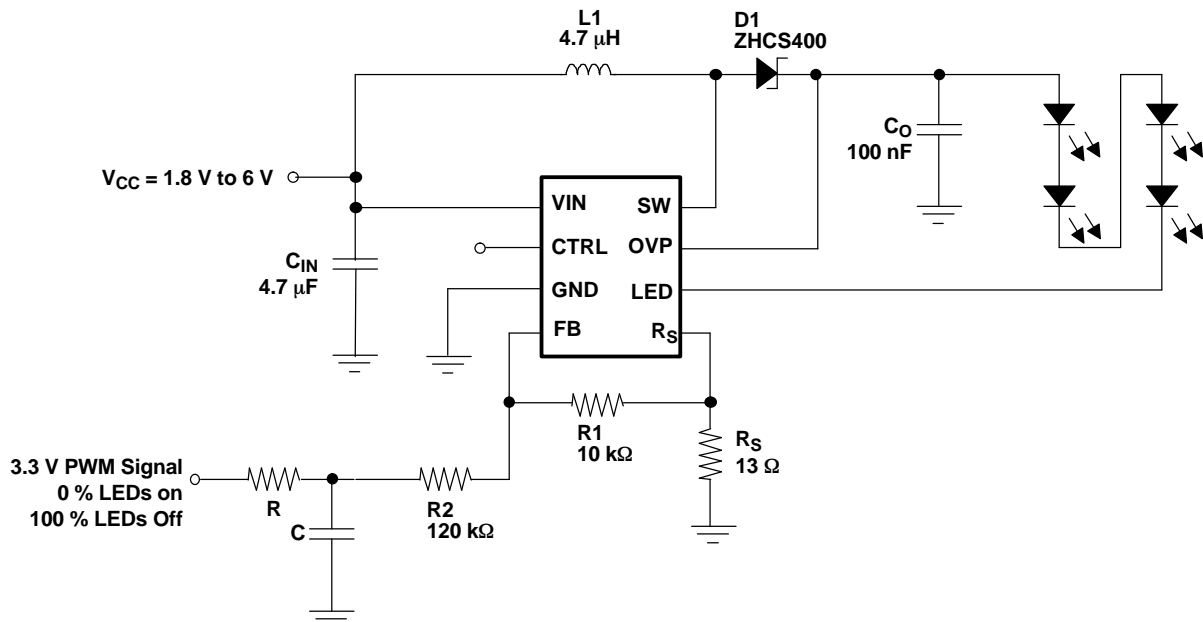 L1
4.7 μH
D1
ZHCS400
CO
100 nF
VCC = 1.8 V to 6 V
CIN
4.7 μF
VIN
CTRL
GND
FB
SW
OVP
LED
RS
R1
10 kΩ
RS
13 Ω
3.3 V PWM Signal
0 % LEDs on
100 % LEDs Off
R
C
R2
120 kΩ